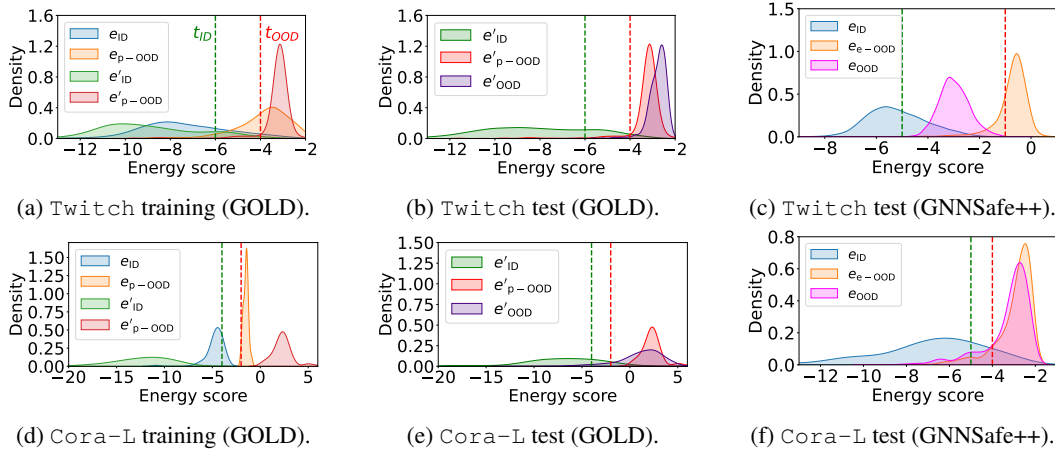 1.6
1.2
0.8
0.4
0.0
Density
e_ID
e_p−OOD
e'_ID
e'_p−OOD
t_ID
t_OOD
−12 −10 −8 −6 −4 −2
Energy score
(a) Twitch training (GOLD).
1.6
1.2
0.8
0.4
0.0
Density
e'_ID
e'_p−OOD
e'_OOD
−12 −10 −8 −6 −4 −2
Energy score
(b) Twitch test (GOLD).
1.5
1.0
0.5
0.0
Density
e_ID
e_e−OOD
e_OOD
−8 −6 −4 −2 0
Energy score
(c) Twitch test (GNNSafe++).
1.50
1.25
1.00
0.75
0.50
0.25
0.00
Density
e_ID
e_p−OOD
e'_ID
e'_p−OOD
−20 −15 −10 −5 0 5
Energy score
(d) Cora-L training (GOLD).
1.50
1.25
1.00
0.75
0.50
0.25
0.00
Density
e'_ID
e'_p−OOD
e'_OOD
−20 −15 −10 −5 0 5
Energy score
(e) Cora-L test (GOLD).
0.8
0.6
0.4
0.2
0.0
Density
e_ID
e_e−OOD
e_OOD
−12 −10 −8 −6 −4 −2
Energy score
(f) Cora-L test (GNNSafe++).